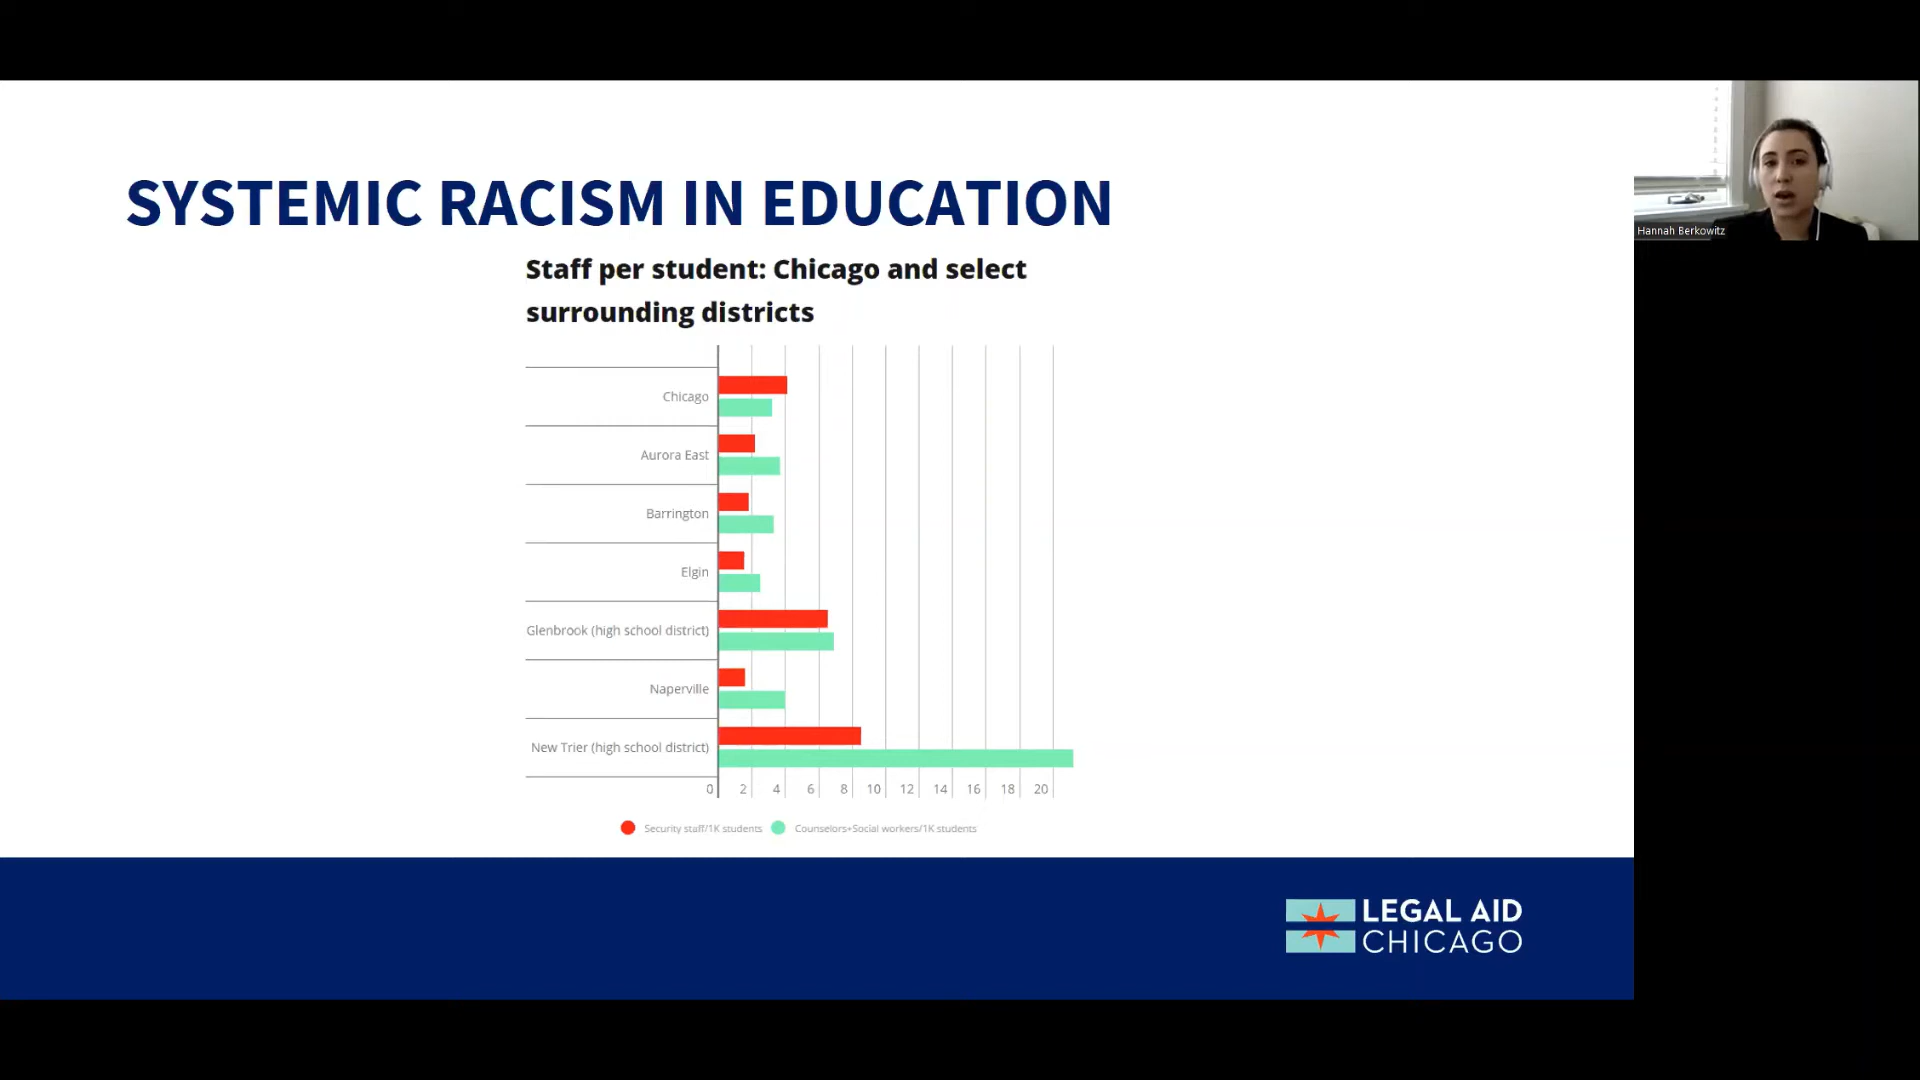 SYSTEMIC RACISM IN EDUCATION
Staff per student: Chicago and select
surrounding districts
Chicago
Aurora East
Barrington
Elgin
Glenbrook (high school district)
Naperville
New Trier (high school district)
0 2 4 6 8 10 12 14 16 18 20
Security staff/1K students Counselors+Social workers/1K students
LEGAL AID
CHICAGO
Hannah Berkowitz